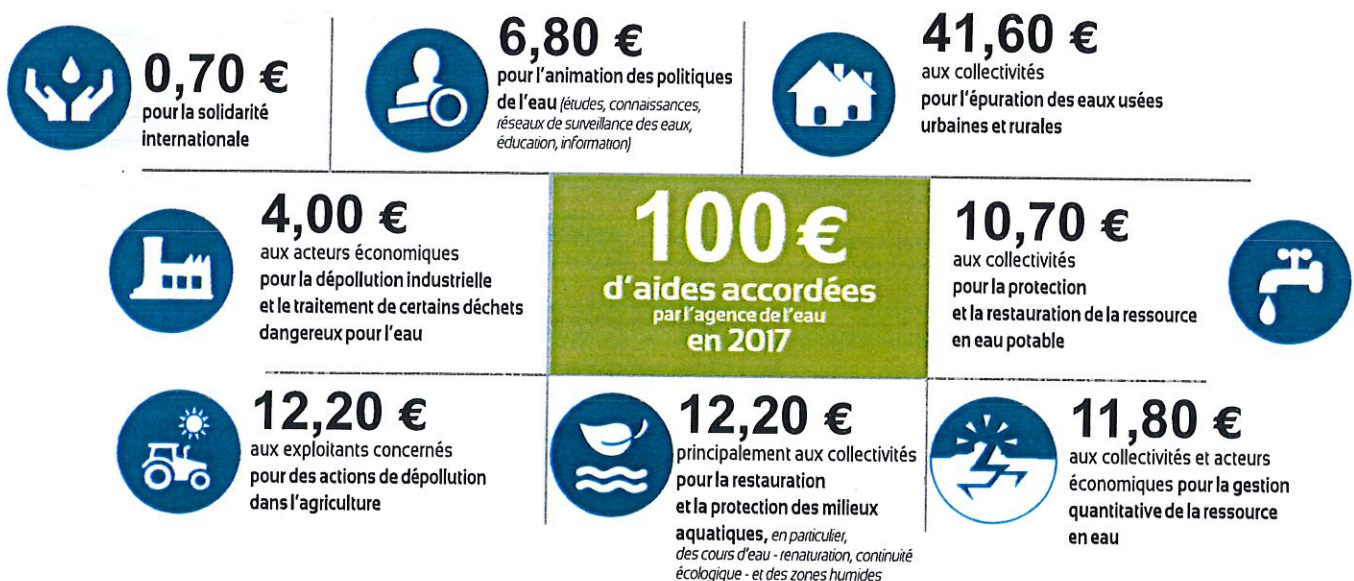 0,70 €
pour la solidarité
internationale
6,80 €
pour l'animation des politiques
de l'eau (études, connaissances,
réseaux de surveillance des eaux,
éducation, information)
41,60 €
aux collectivités
pour l'épuration des eaux usées
urbaines et rurales
4,00 €
aux acteurs économiques
pour la dépollution industrielle
et le traitement de certains déchets
dangereux pour l'eau
100 €
d'aides accordées
par l'agence de l'eau
en 2017
10,70 €
aux collectivités
pour la protection
et la restauration de la ressource
en eau potable
12,20 €
aux exploitants concernés
pour des actions de dépollution
dans l'agriculture
12,20 €
principalement aux collectivités
pour la restauration
et la protection des milieux
aquatiques, en particulier,
des cours d'eau - renaturation, continuité
écologique - et des zones humides
11,80 €
aux collectivités et acteurs
économiques pour la gestion
quantitative de la ressource
en eau